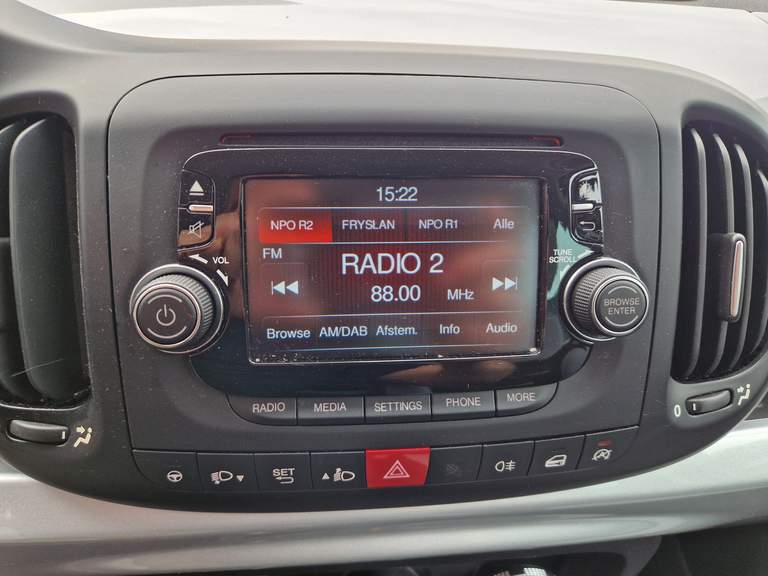 15:22
NPO R2 FRYSLAN NPO R1 Alle
FM
RADIO 2
88.00 MHz
Browse AM/DAB Afstem. Info Audio
VOL
TUNE
SCROLL
BROWSE
ENTER
RADIO MEDIA SETTINGS PHONE MORE
SET
0